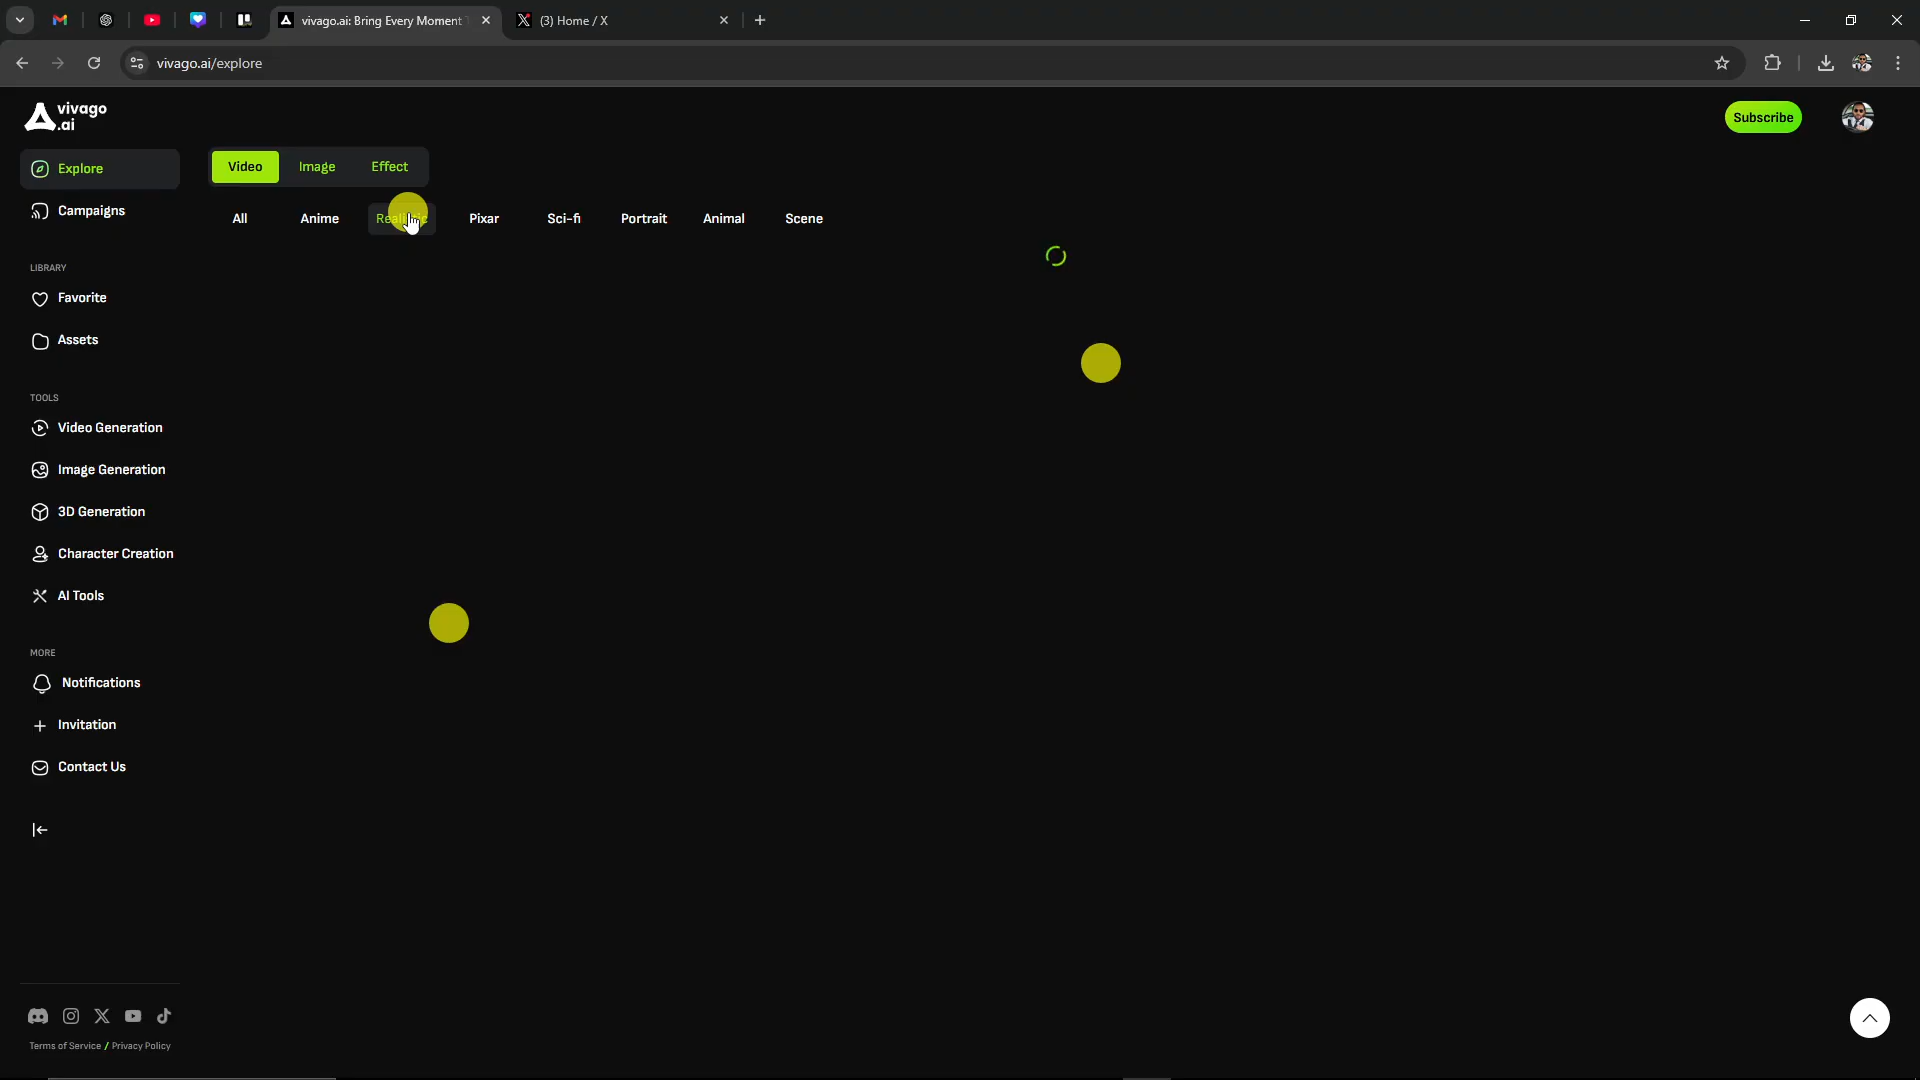 vivago.ai: Bring Every Moment
(3) Home / X
vivago.ai/explore
vivago
.ai
Subscribe
Explore
Campaigns
Video
Image
Effect
All
Anime
Realistic
Pixar
Sci-fi
Portrait
Animal
Scene
LIBRARY
Favorite
Assets
TOOLS
Video Generation
Image Generation
3D Generation
Character Creation
AI Tools
MORE
Notifications
Invitation
Contact Us
Terms of Service / Privacy Policy